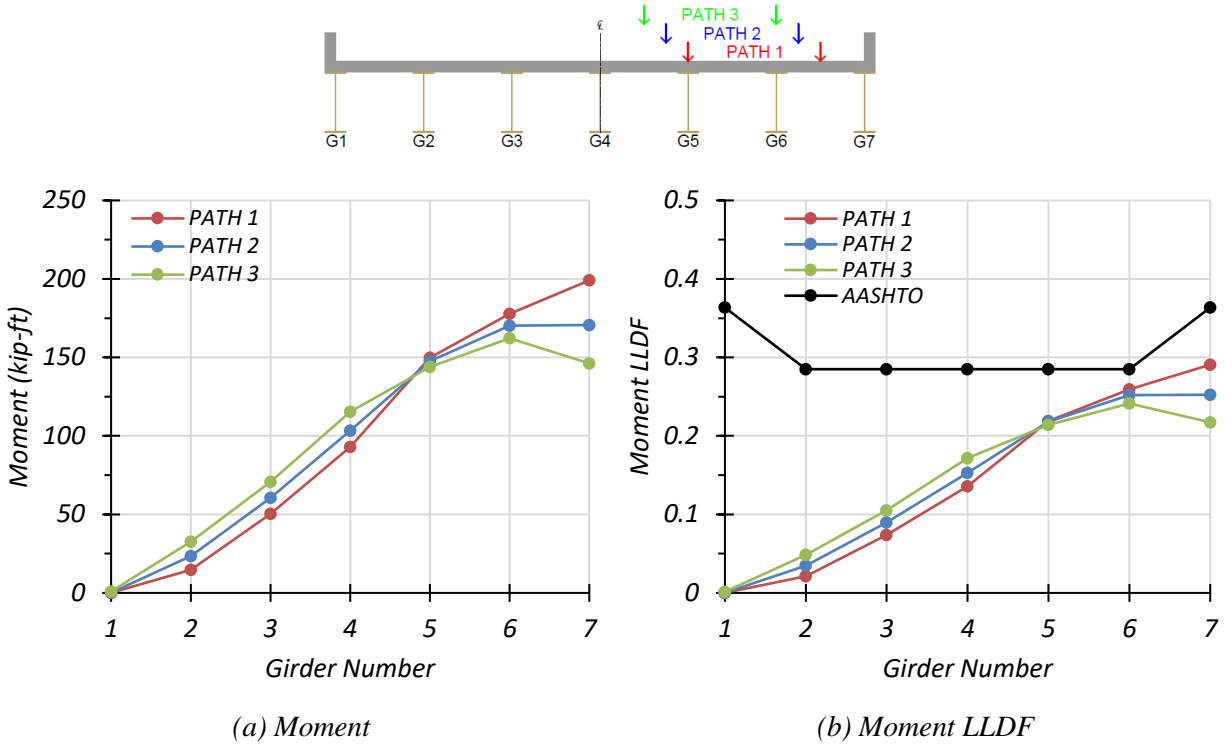 ℄
PATH 3
PATH 2
PATH 1
G1 G2 G3 G4 G5 G6 G7
250
200
150
100
50
0
Moment (kip-ft)
PATH 1
PATH 2
PATH 3
1 2 3 4 5 6 7
Girder Number
(a) Moment
0.5
0.4
0.3
0.2
0.1
0
Moment LLDF
PATH 1
PATH 2
PATH 3
AASHTO
1 2 3 4 5 6 7
Girder Number
(b) Moment LLDF